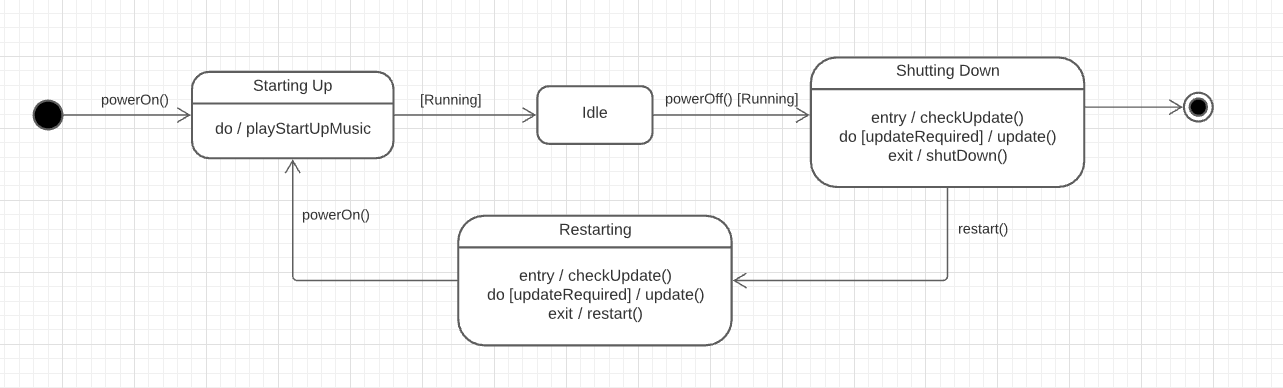 powerOn()
Starting Up
do / playStartUpMusic
[Running]
Idle
powerOff() [Running]
Shutting Down
entry / checkUpdate()
do [updateRequired] / update()
exit / shutDown()
powerOn()
Restarting
entry / checkUpdate()
do [updateRequired] / update()
exit / restart()
restart()